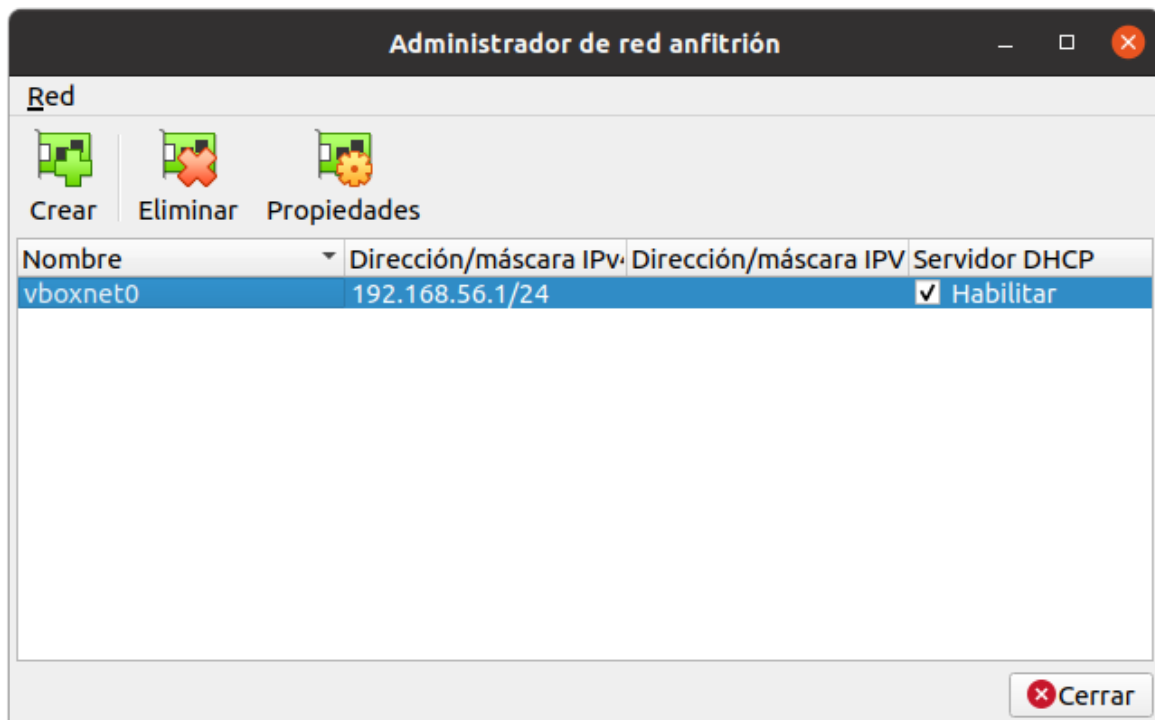 Administrador de red anfitrión
Red
Crear Eliminar Propiedades
Nombre Dirección/máscara IPv Dirección/máscara IPV Servidor DHCP
vboxnet0 192.168.56.1/24 Habilitar
Cerrar